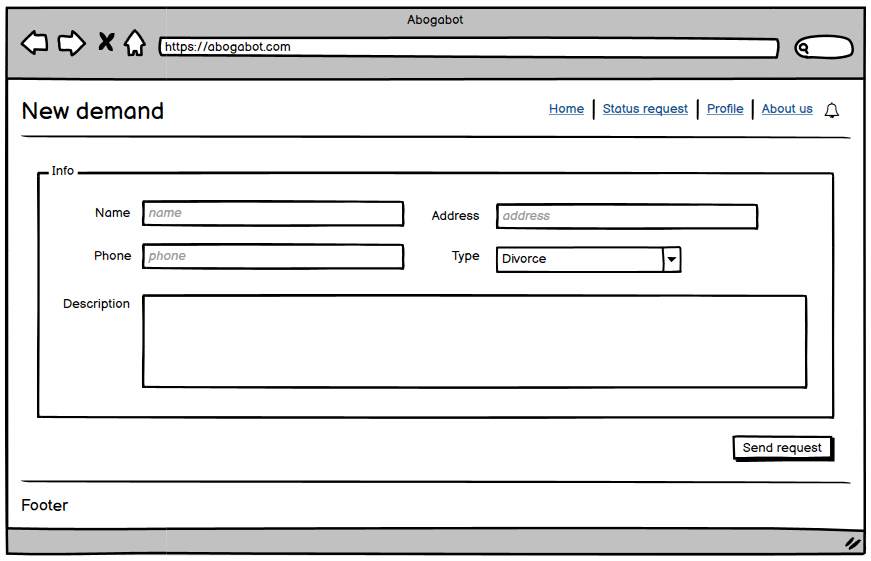 Abogabot
https://abogabot.com
New demand
Home Status request Profile About us
Info
Name name Address address
Phone phone Type Divorce
Description
Send request
Footer